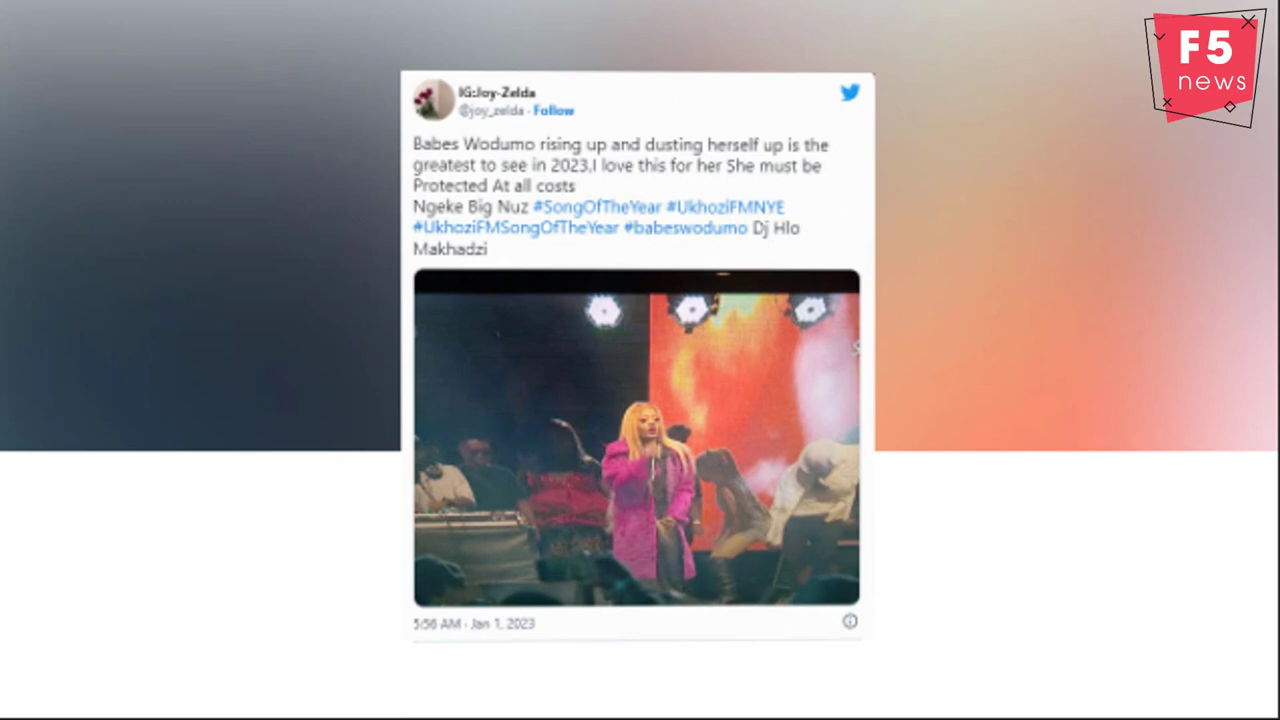 F5
news
IG:Joy-Zelda
@joy_zelda · Follow
Babes Wodumo rising up and dusting herself up is the
greatest to see in 2023,I love this for her She must be
Protected At all costs
Ngeke Big Nuz #SongOfTheYear #UkhoziFMNYE
#UkhoziFMSongOfTheYear #babeswodumo Dj Hlo
Makhadzi
5:56 AM · Jan 1, 2023